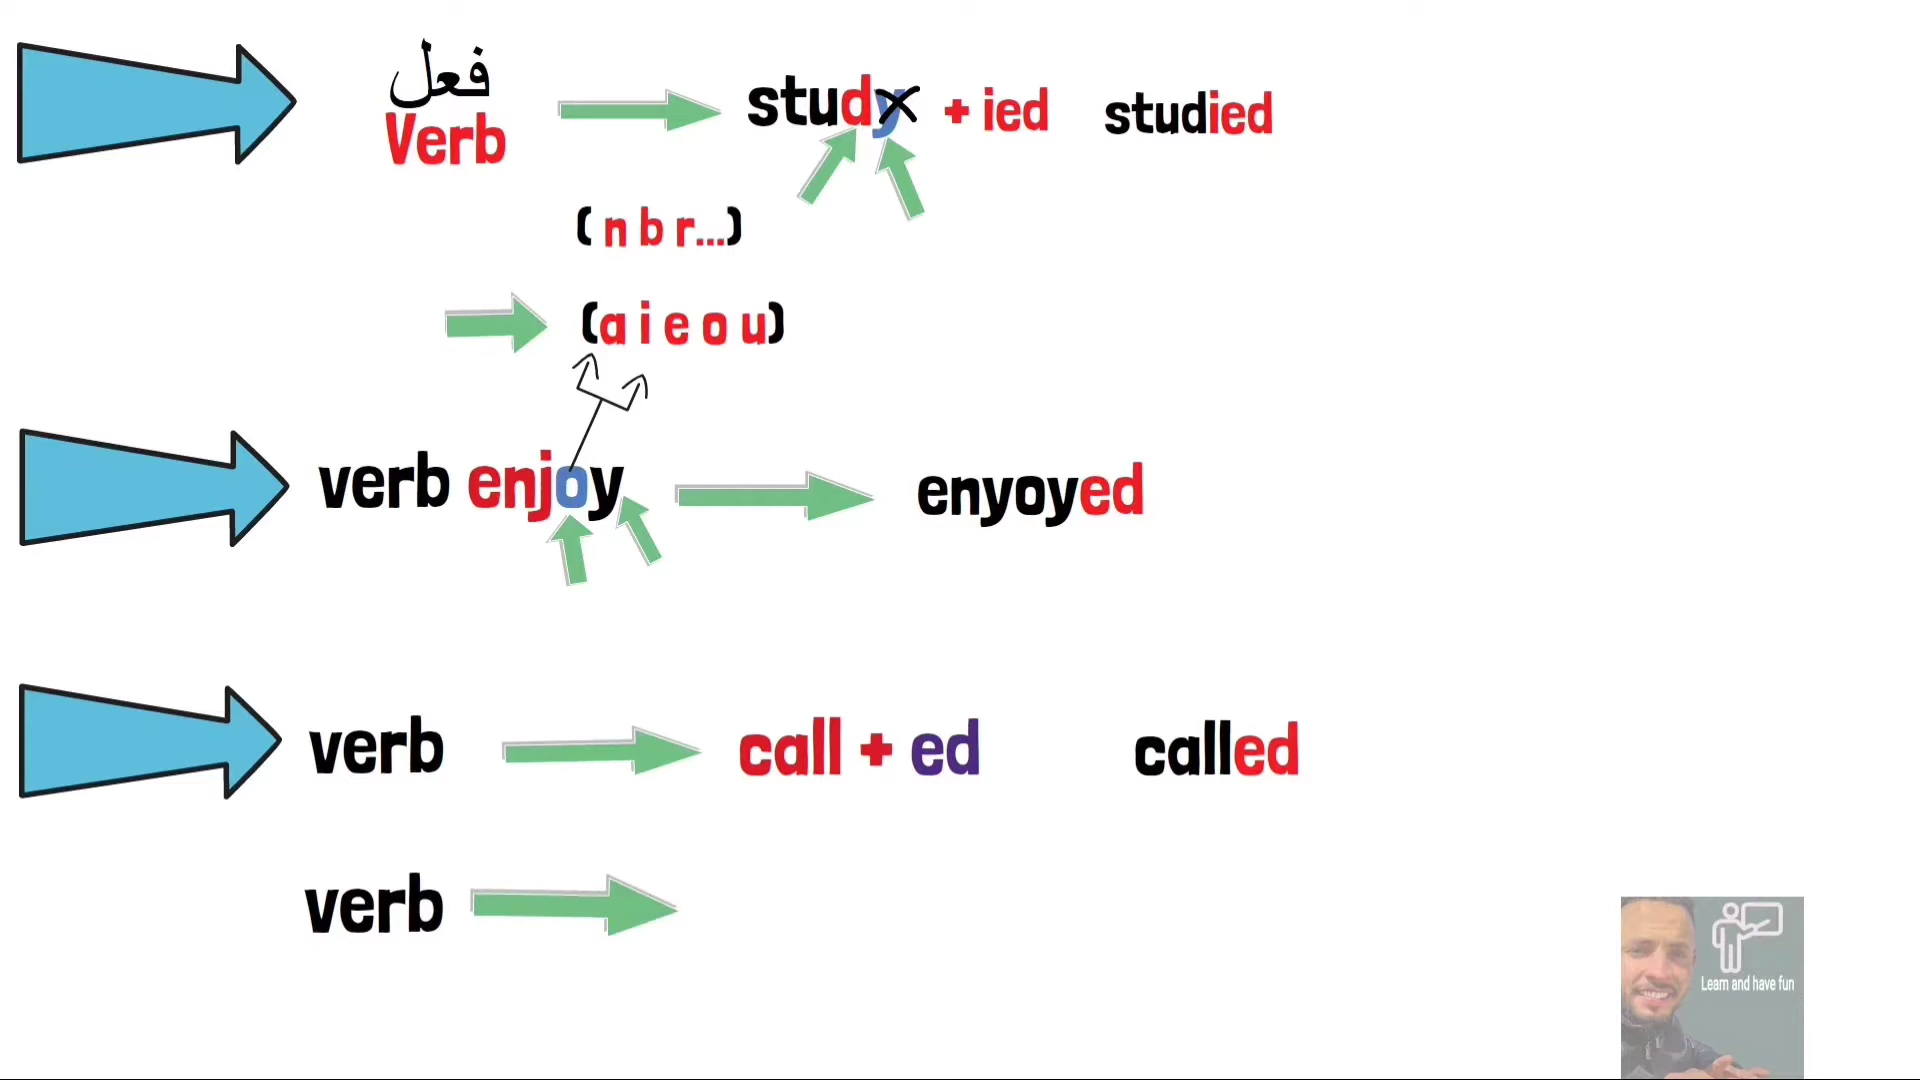 فعل
Verb
study + ied studied
( n b r...)
(a i e o u)
verb enjoy enyoyed
verb call + ed called
verb
Learn and have fun